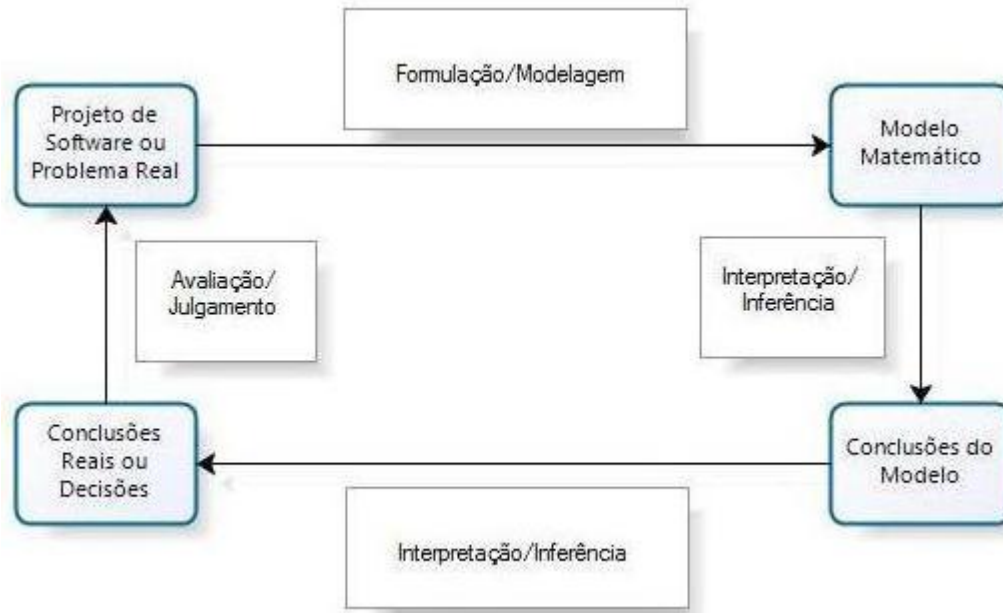 Formulação/Modelagem
Projeto de
Software ou
Problema Real
Modelo
Matemático
Avaliação/
Julgamento
Interpretação/
Inferência
Conclusões
Reais ou
Decisões
Conclusões do
Modelo
Interpretação/Inferência